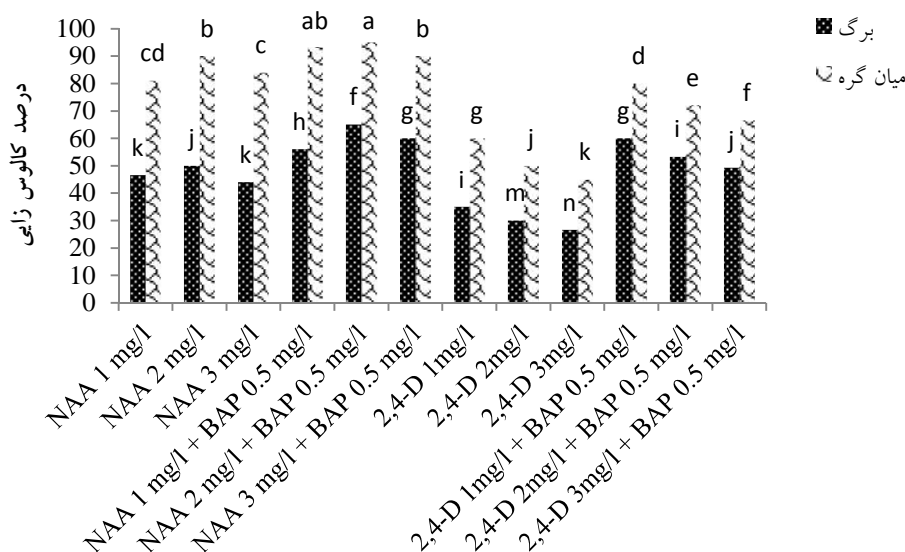 درصد کالوس زایی
100
90
80
70
60
50
40
30
20
10
0
cd
k
b
j
c
k
ab
h
a
f
b
g
g
i
j
m
k
n
d
g
e
i
f
j
NAA 1 mg/l
NAA 2 mg/l
NAA 3 mg/l
NAA 1 mg/l + BAP 0.5 mg/l
NAA 2 mg/l + BAP 0.5 mg/l
NAA 3 mg/l + BAP 0.5 mg/l
2,4-D 1mg/l
2,4-D 2mg/l
2,4-D 3mg/l
2,4-D 1mg/l + BAP 0.5 mg/l
2,4-D 2mg/l + BAP 0.5 mg/l
2,4-D 3mg/l + BAP 0.5 mg/l
برگ
میان گره